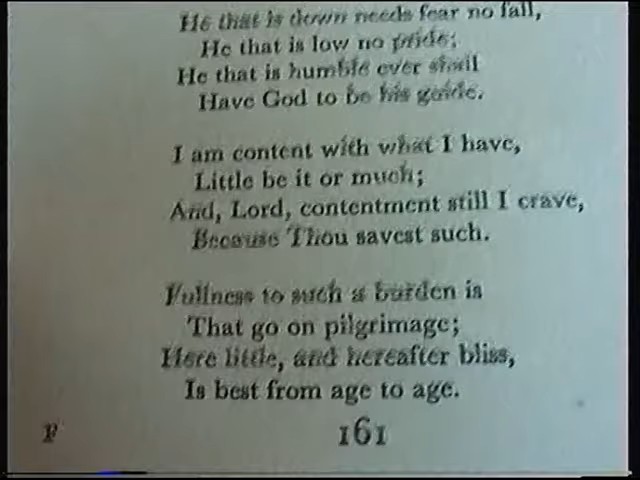 He that is down needs fear no fall,
He that is low no pride;
He that is humble ever shall
Have God to be his guide.
I am content with what I have,
Little be it or much;
And, Lord, contentment still I crave,
Because Thou savest such.
Fullness to such a burden is
That go on pilgrimage;
Here little, and hereafter bliss,
Is best from age to age.
F
161